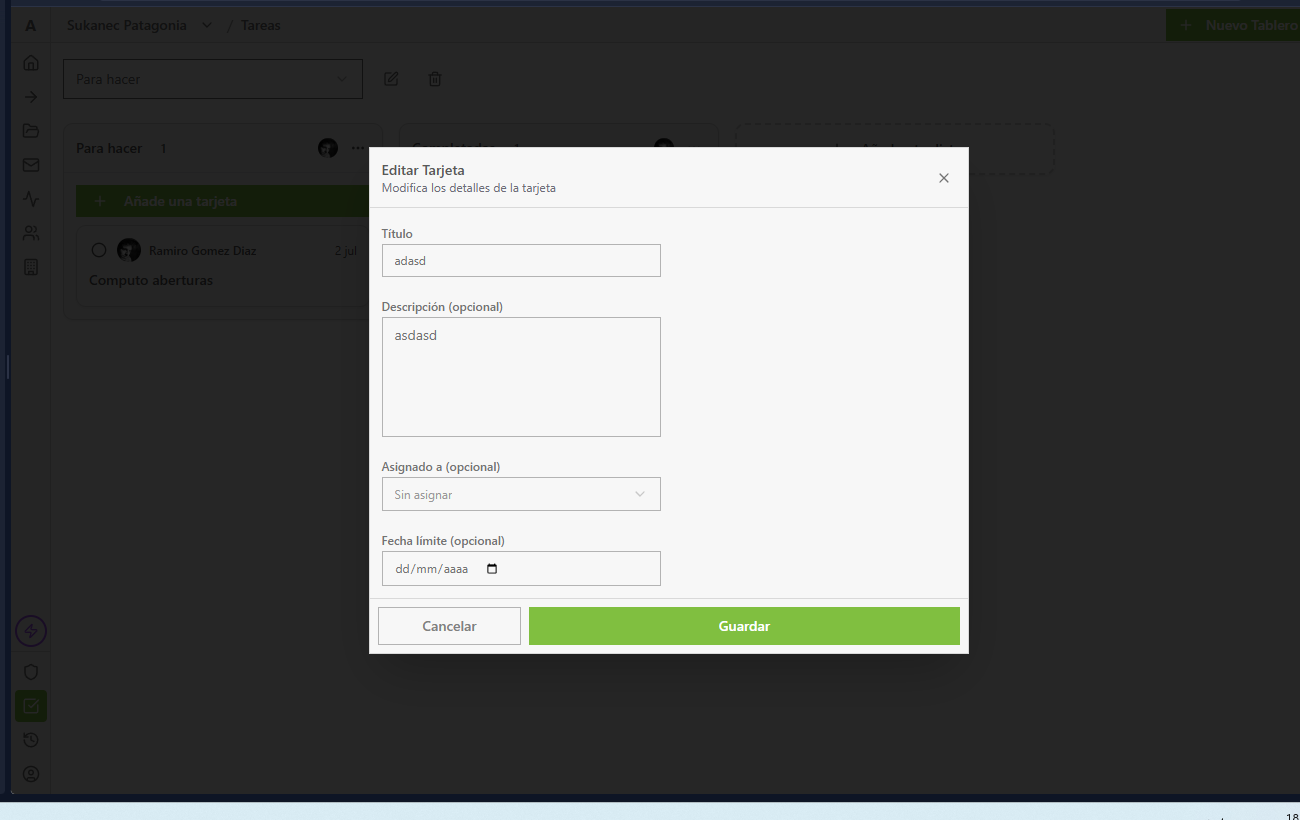 A Sukanec Patagonia / Tareas + Nuevo Tablero
Para hacer
Para hacer 1
+ Añade una tarjeta
Ramiro Gomez Diaz 2 jul
Computo aberturas
Editar Tarjeta
Modifica los detalles de la tarjeta
Título
adasd
Descripción (opcional)
asdasd
Asignado a (opcional)
Sin asignar
Fecha límite (opcional)
dd/mm/aaaa
Cancelar Guardar
18